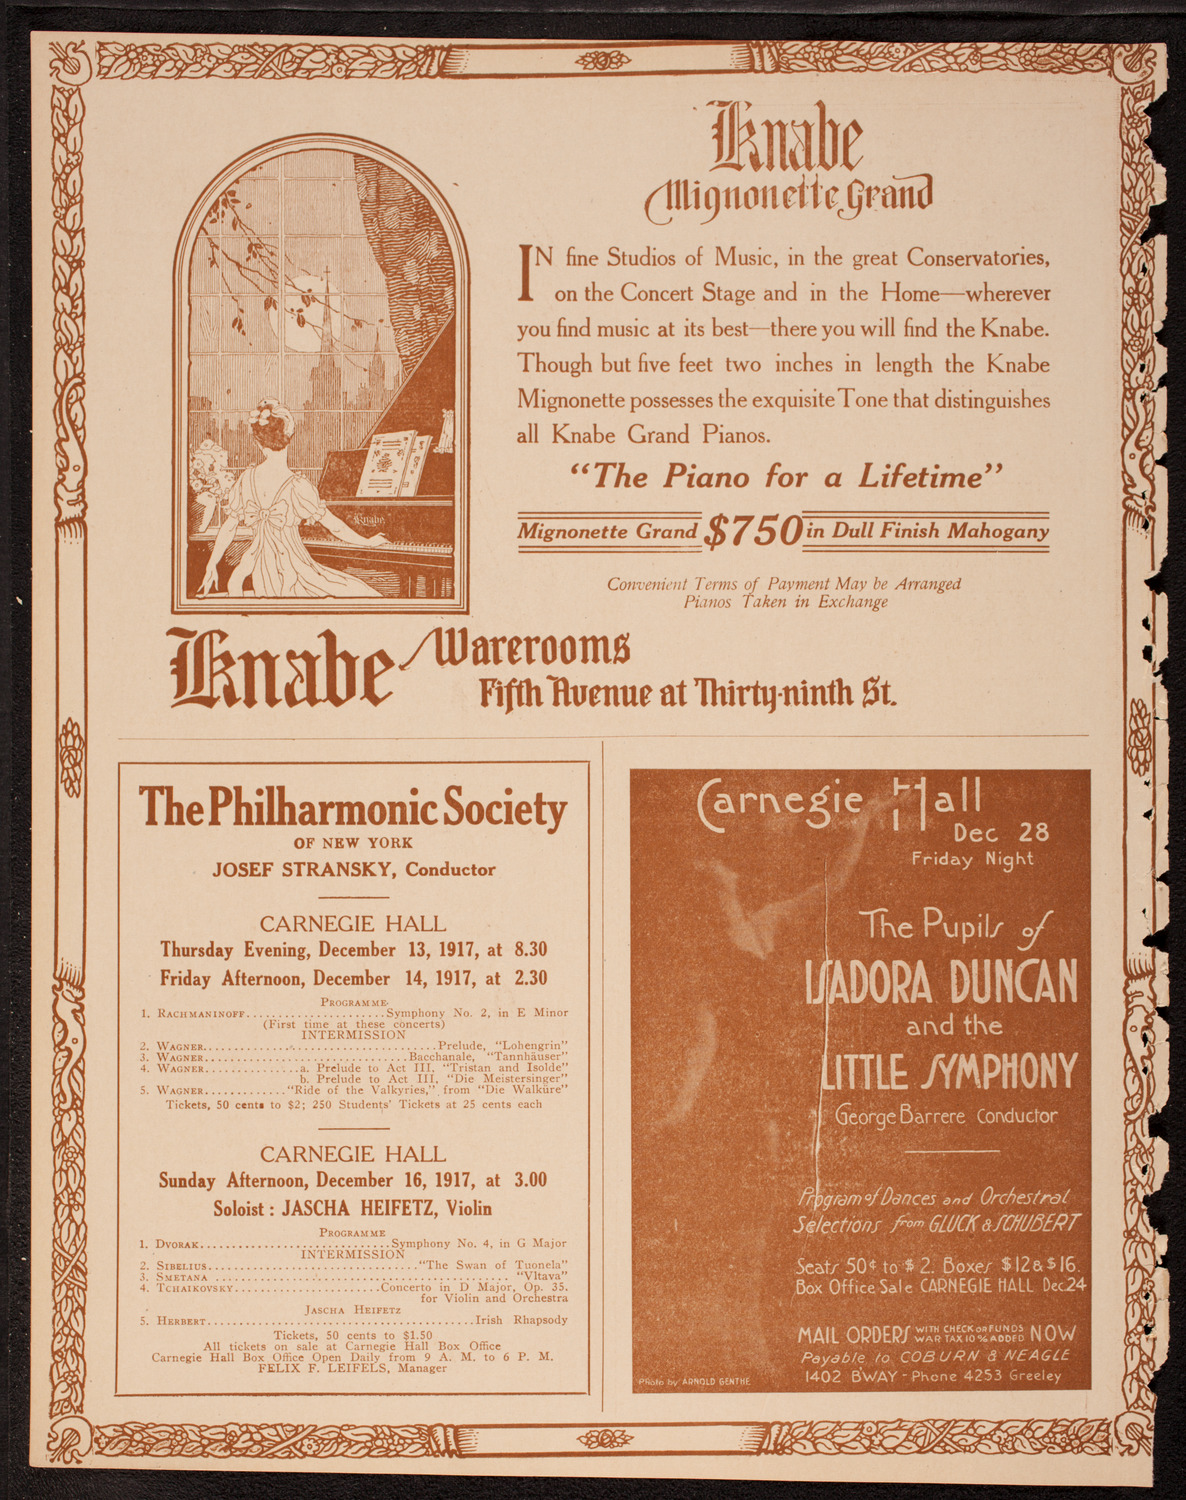 Knabe
Mignonette Grand
IN fine Studios of Music, in the great Conservatories,
on the Concert Stage and in the Home—wherever
you find music at its best—there you will find the Knabe.
Though but five feet two inches in length the Knabe
Mignonette possesses the exquisite Tone that distinguishes
all Knabe Grand Pianos.
"The Piano for a Lifetime"
Mignonette Grand $750 in Dull Finish Mahogany
Convenient Terms of Payment May be Arranged
Pianos Taken in Exchange
Knabe
Knabe Warerooms
Fifth Avenue at Thirty-ninth St.
The Philharmonic Society
OF NEW YORK
JOSEF STRANSKY, Conductor
CARNEGIE HALL
Thursday Evening, December 13, 1917, at 8.30
Friday Afternoon, December 14, 1917, at 2.30
PROGRAMME
1. RACHMANINOFF.....................Symphony No. 2, in E Minor
(First time at these concerts)
INTERMISSION
2. WAGNER...................................Prelude, "Lohengrin"
3. WAGNER...............................Bacchanale, "Tannhäuser"
4. WAGNER..............a. Prelude to Act III, "Tristan and Isolde"
b. Prelude to Act III, "Die Meistersinger"
5. WAGNER............."Ride of the Valkyries," from "Die Walküre"
Tickets, 50 cents to $2; 250 Students' Tickets at 25 cents each
CARNEGIE HALL
Sunday Afternoon, December 16, 1917, at 3.00
Soloist: JASCHA HEIFETZ, Violin
PROGRAMME
1. DVORAK............................Symphony No. 4, in G Major
INTERMISSION
2. SIBELIUS................................"The Swan of Tuonela"
3. SMETANA ................................................ "Vltava"
4. TCHAIKOVSKY......................Concerto in D Major, Op. 35,
for Violin and Orchestra
JASCHA HEIFETZ
5. HERBERT........................................Irish Rhapsody
Tickets, 50 cents to $1.50
All tickets on sale at Carnegie Hall Box Office
Carnegie Hall Box Office Open Daily from 9 A. M. to 6 P. M.
FELIX F. LEIFELS, Manager
Carnegie Hall
Dec 28
Friday Night
The Pupils of
ISADORA DUNCAN
and the
LITTLE SYMPHONY
George Barrere Conductor
Program of Dances and Orchestral
Selections from GLUCK & SCHUBERT
Seats 50¢ to $2. Boxes $12 & $16.
Box Office Sale CARNEGIE HALL Dec. 24
MAIL ORDERS WITH CHECK OR FUNDS WAR TAX 10% ADDED NOW
Payable to COBURN & NEAGLE
1402 B'WAY - Phone 4253 Greeley
Photo by ARNOLD GENTHE